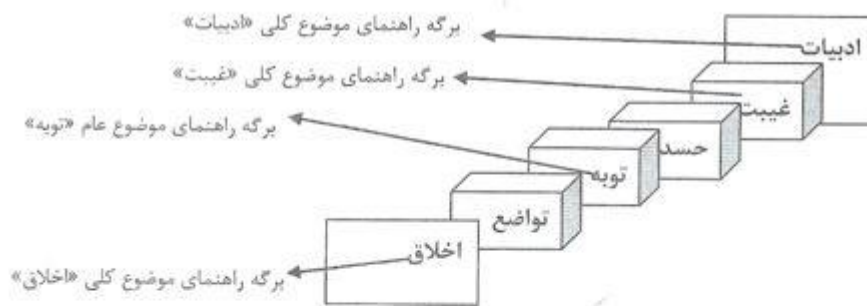 برگه راهنمای موضوع کلی «ادبیات»
ادبیات
برگه راهنمای موضوع کلی «غیبت»
غیبت
حسد
برگه راهنمای موضوع عام «توبه»
توبه
تواضع
اخلاق
برگه راهنمای موضوع کلی «اخلاق»